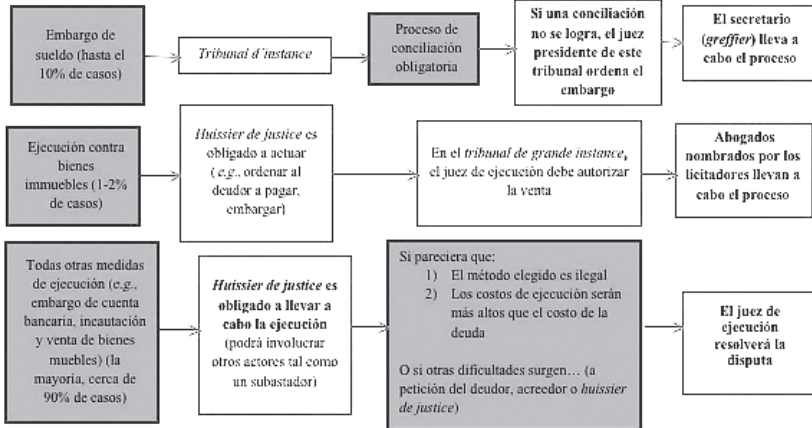 Embargo de
sueldo (hasta el
10% de casos)
Tribunal d´instance
Proceso de
conciliación
obligatoria
Si una conciliación
no se logra, el juez
presidente de este
tribunal ordena el
embargo
El secretario
(greffier) lleva a
cabo el proceso
Ejecución contra
bienes
immuebles (1-2%
de casos)
Huissier de justice es
obligado a actuar
(e.g., ordenar al
deudor a pagar,
embargar)
En el tribunal de grande instance,
el juez de ejecución debe autorizar
la venta
Abogados
nombrados por los
licitadores llevan a
cabo el proceso
Todas otras medidas
de ejecución (e.g.,
embargo de cuenta
bancaria, incautación
y venta de bienes
muebles) (la
mayoría, cerca de
90% de casos)
Huissier de justice es
obligado a llevar a
cabo la ejecución
(podrá involucrar
otros actores tal como
un subastador)
Si pareciera que:
1) El método elegido es ilegal
2) Los costos de ejecución serán
más altos que el costo de la
deuda
O si otras dificultades surgen… (a
petición del deudor, acreedor o huissier
de justice)
El juez de
ejecución
resolverá la
disputa